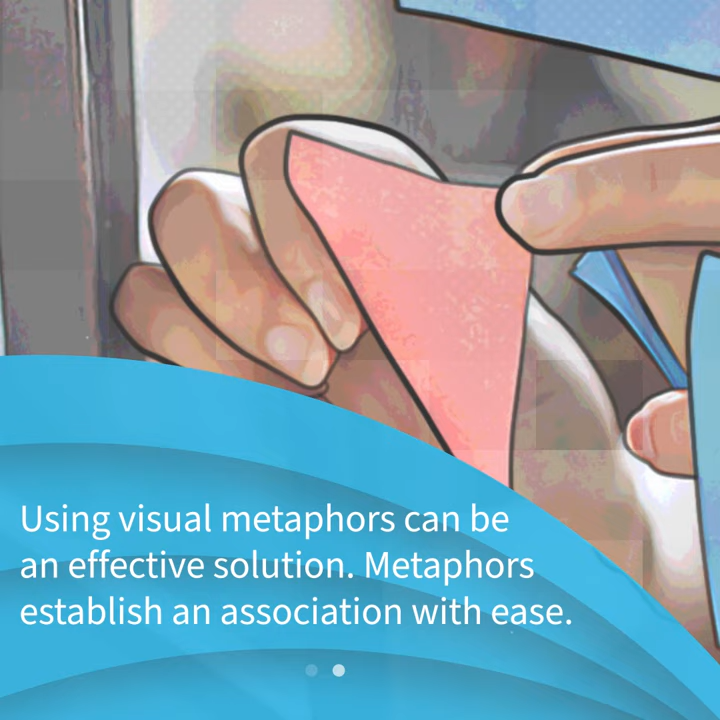 Using visual metaphors can be
an effective solution. Metaphors
establish an association with ease.